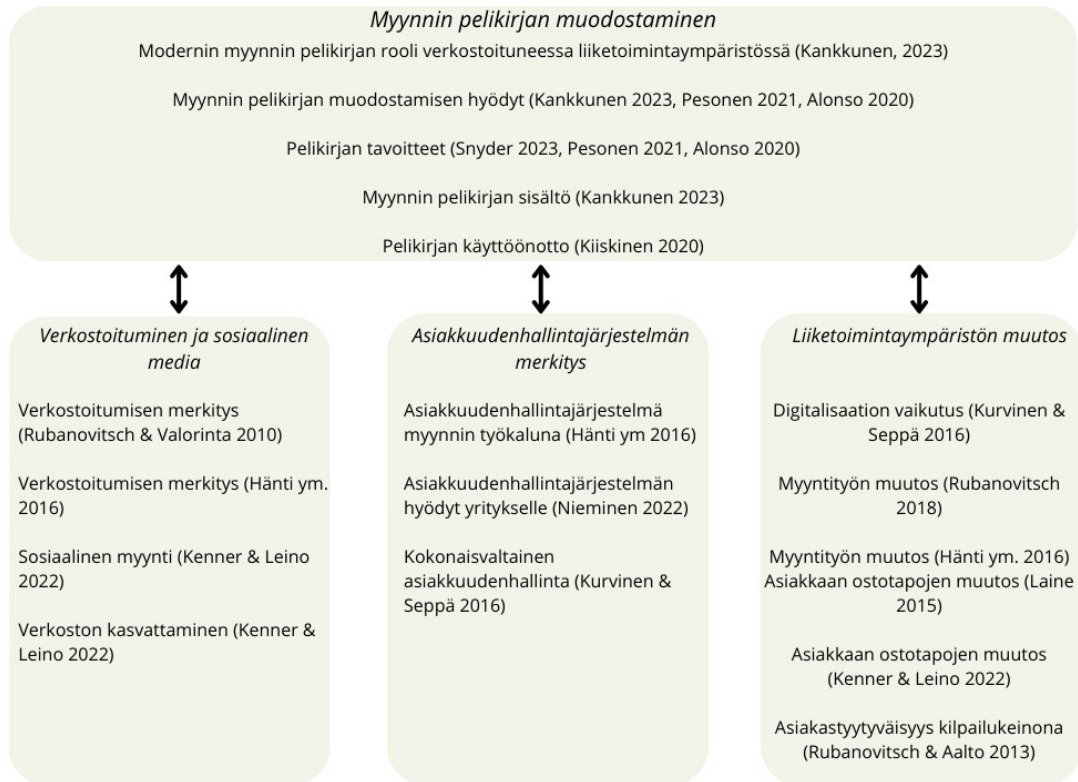 Myynnin pelikirjan muodostaminen
Modernin myynnin pelikirjan rooli verkostoituneessa liiketoimintaympäristössä (Kankkunen, 2023)
Myynnin pelikirjan muodostamisen hyödyt (Kankkunen 2023, Pesonen 2021, Alonso 2020)
Pelikirjan tavoitteet (Snyder 2023, Pesonen 2021, Alonso 2020)
Myynnin pelikirjan sisältö (Kankkunen 2023)
Pelikirjan käyttöönotto (Kiiskinen 2020)
Verkostoituminen ja sosiaalinen
media
Verkostoitumisen merkitys
(Rubanovitsch & Valorinta 2010)
Verkostoitumisen merkitys (Hänti ym.
2016)
Sosiaalinen myynti (Kenner & Leino
2022)
Verkoston kasvattaminen (Kenner &
Leino 2022)
Asiakkuudenhallintajärjestelmän
merkitys
Asiakkuudenhallintajärjestelmä
myynnin työkaluna (Hänti ym 2016)
Asiakkuudenhallintajärjestelmän
hyödyt yritykselle (Nieminen 2022)
Kokonaisvaltainen
asiakkuudenhallinta (Kurvinen &
Seppä 2016)
Liiketoimintaympäristön muutos
Digitalisaation vaikutus (Kurvinen &
Seppä 2016)
Myyntityön muutos (Rubanovitsch
2018)
Myyntityön muutos (Hänti ym. 2016)
Asiakkaan ostotapojen muutos (Laine
2015)
Asiakkaan ostotapojen muutos
(Kenner & Leino 2022)
Asiakastyytyväisyys kilpailukeinona
(Rubanovitsch & Aalto 2013)